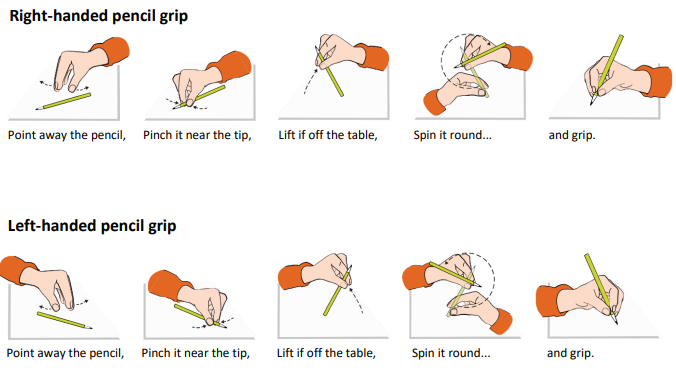 Right-handed pencil grip
Point away the pencil, Pinch it near the tip, Lift if off the table, Spin it round... and grip.
Left-handed pencil grip
Point away the pencil, Pinch it near the tip, Lift if off the table, Spin it round... and grip.